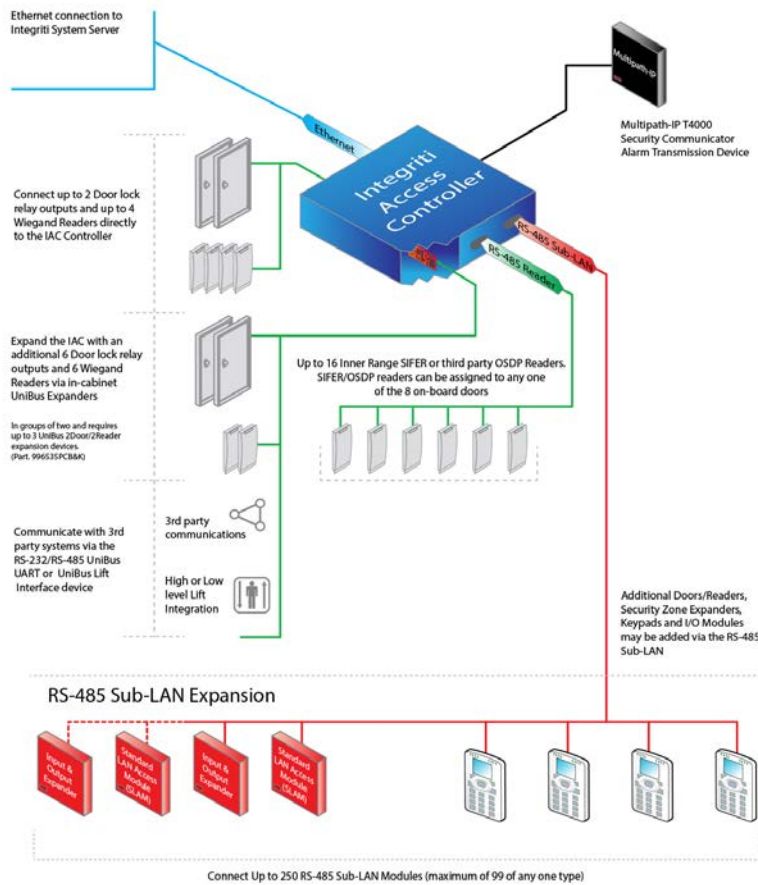 Ethernet connection to
Integriti System Server
Multipath-IP
Multipath-IP T4000
Security Communicator
Alarm Transmission Device
Ethernet
Integriti
Access
Controller
RS-485 Sub-LAN
RS-485 Reader
Connect up to 2 Door lock
relay outputs and up to 4
Wiegand Readers directly
to the IAC Controller
Expand the IAC with an
additional 6 Door lock relay
outputs and 6 Wiegand
Readers via in-cabinet
UniBus Expanders
In groups of two and requires
up to 3 UniBus 2Door/2Reader
expansion devices.
(Part. 996535PCB&K)
Up to 16 Inner Range SIFER or third party OSDP Readers.
SIFER/OSDP readers can be assigned to any one
of the 8 on-board doors
Communicate with 3rd
party systems via the
RS-232/RS-485 UniBus
UART or UniBus Lift
Interface device
3rd party
communications
High or Low
level Lift
Integration
Additional Doors/Readers,
Security Zone Expanders,
Keypads and I/O Modules
may be added via the RS-485
Sub-LAN
RS-485 Sub-LAN Expansion
Input &
Output
Expander
Standard
LAN Access
Module
(SLAM)
Input &
Output
Expander
Standard
LAN Access
Module
(SLAM)
Connect Up to 250 RS-485 Sub-LAN Modules (maximum of 99 of any one type)